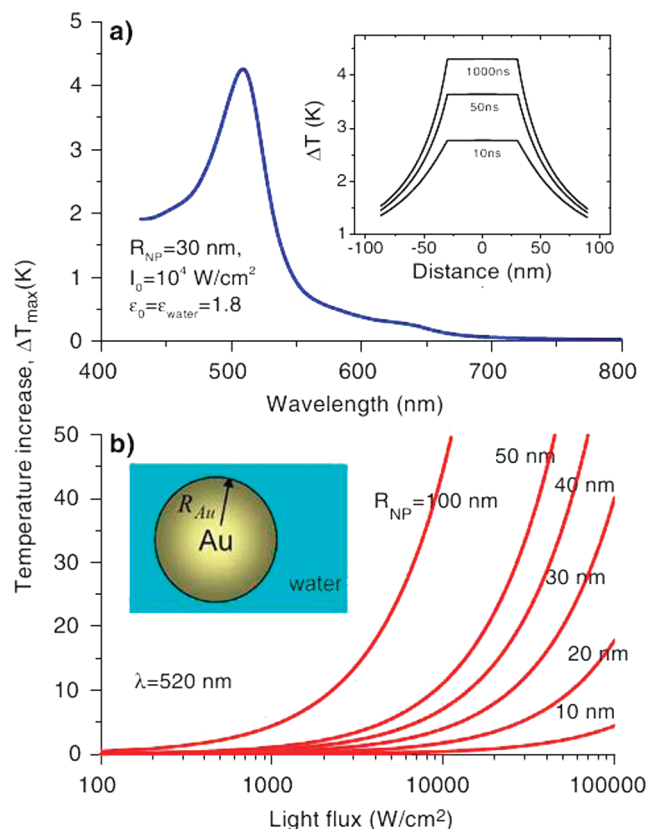 a)
Temperature increase, ΔT_max(K)
5
4
3
2
1
0
R_NP=30 nm,
I_0=10^4 W/cm^2
ε_0=ε_water=1.8
400 500 600 700 800
Wavelength (nm)
ΔT (K)
4
3
2
1
1000ns
50ns
10ns
-100 -50 0 50 100
Distance (nm)
b)
50
40
30
20
10
0
R_Au
Au
water
λ=520 nm
R_NP=100 nm
50 nm
40 nm
30 nm
20 nm
10 nm
100 1000 10000 100000
Light flux (W/cm²)